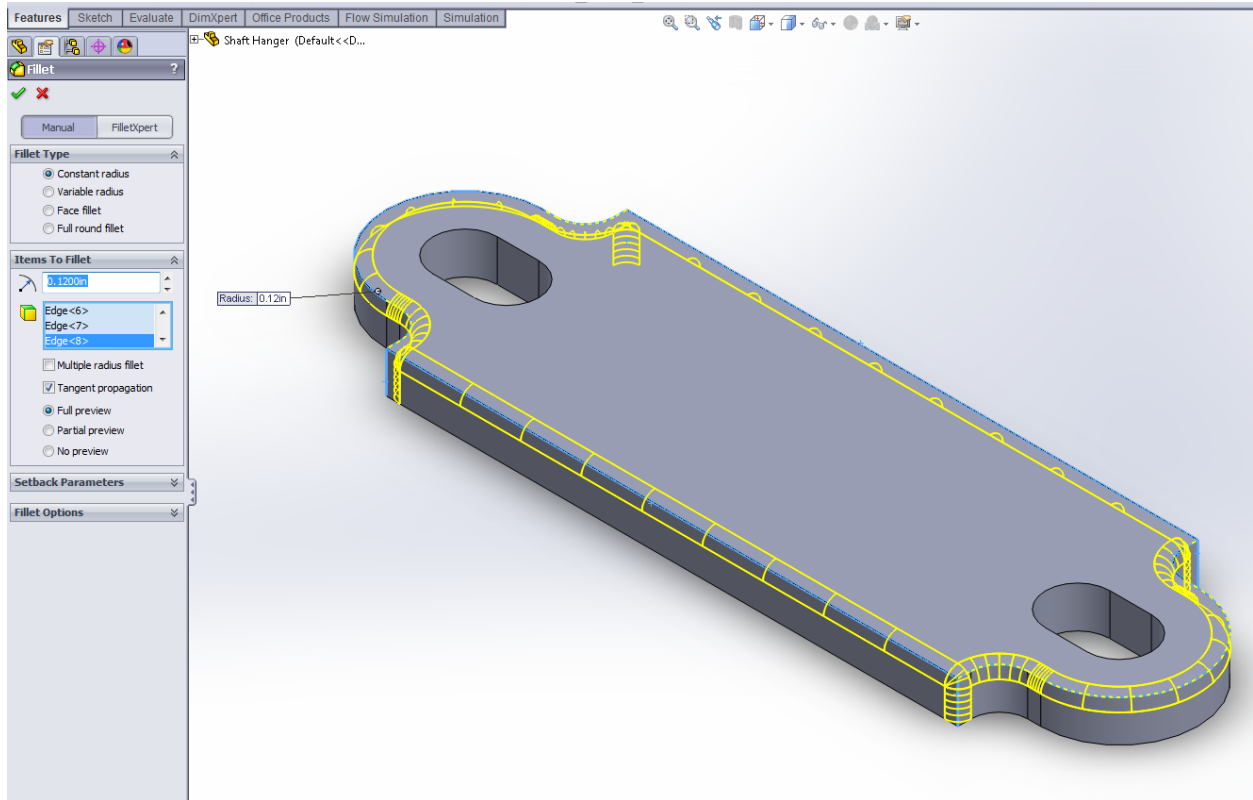 Features Sketch Evaluate DimXpert Office Products Flow Simulation Simulation
Shaft Hanger (Default<<D...
Fillet ?
Manual FilletXpert
Fillet Type
Constant radius
Variable radius
Face fillet
Full round fillet
Items To Fillet
0.1200in
Edge<6>
Edge<7>
Edge<8>
Multiple radius fillet
Tangent propagation
Full preview
Partial preview
No preview
Setback Parameters
Fillet Options
Radius: 0.12in